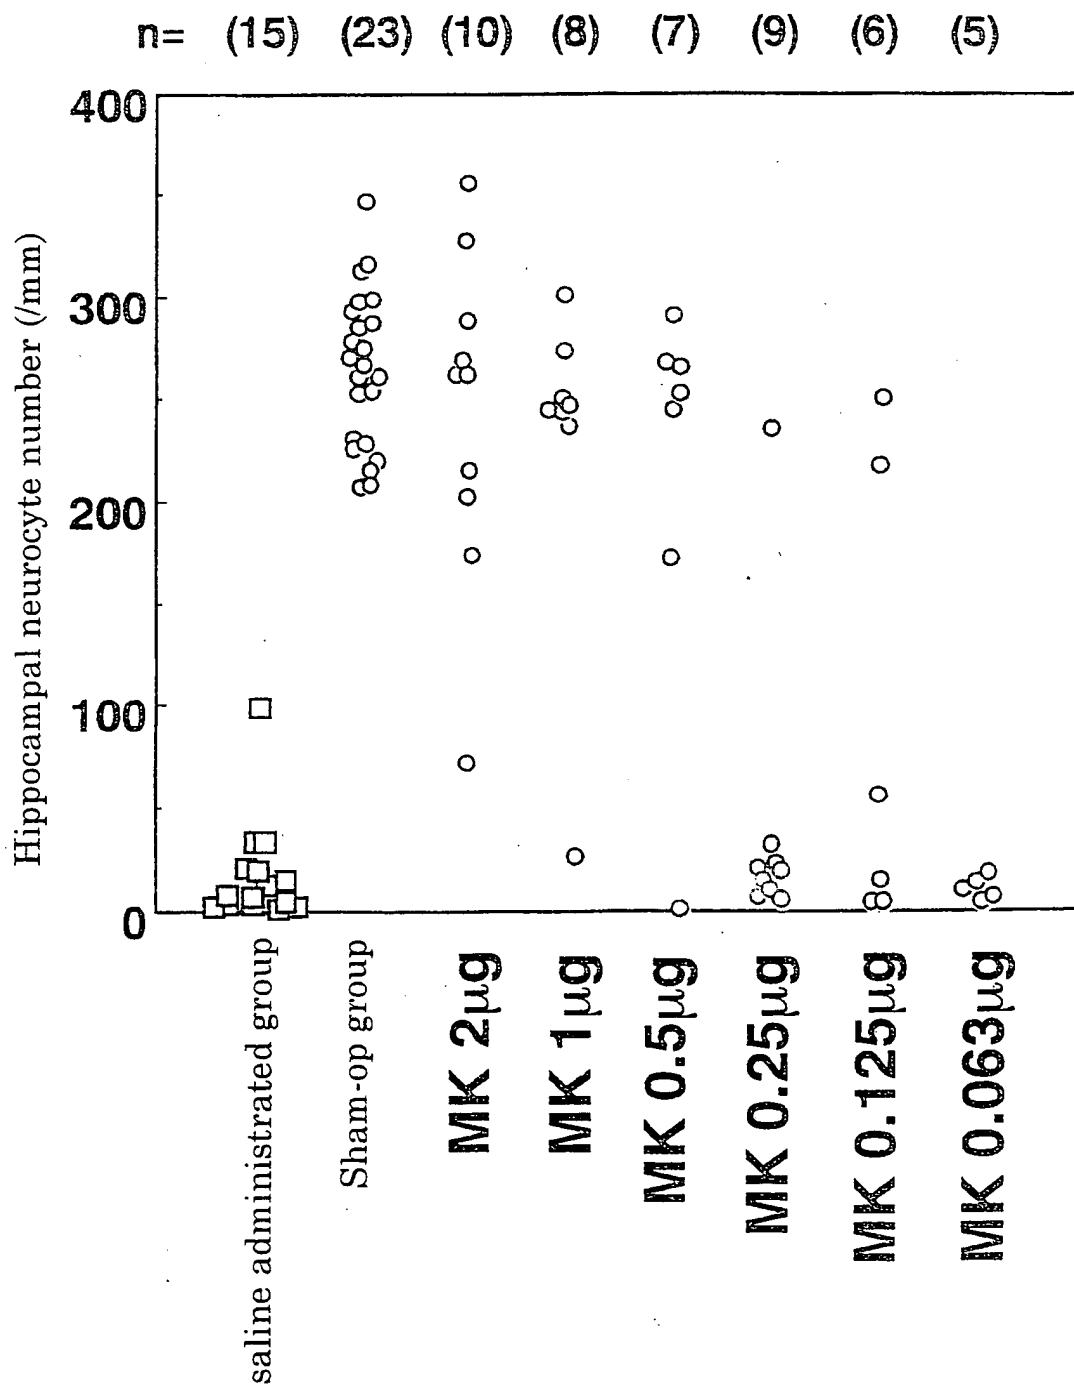 n= (15) (23) (10) (8) (7) (9) (6) (5)
400
300
200
100
0
Hippocampal neurocyte number (/mm)
saline administrated group
Sham-op group
MK 2μg
MK 1μg
MK 0.5μg
MK 0.25μg
MK 0.125μg
MK 0.063μg